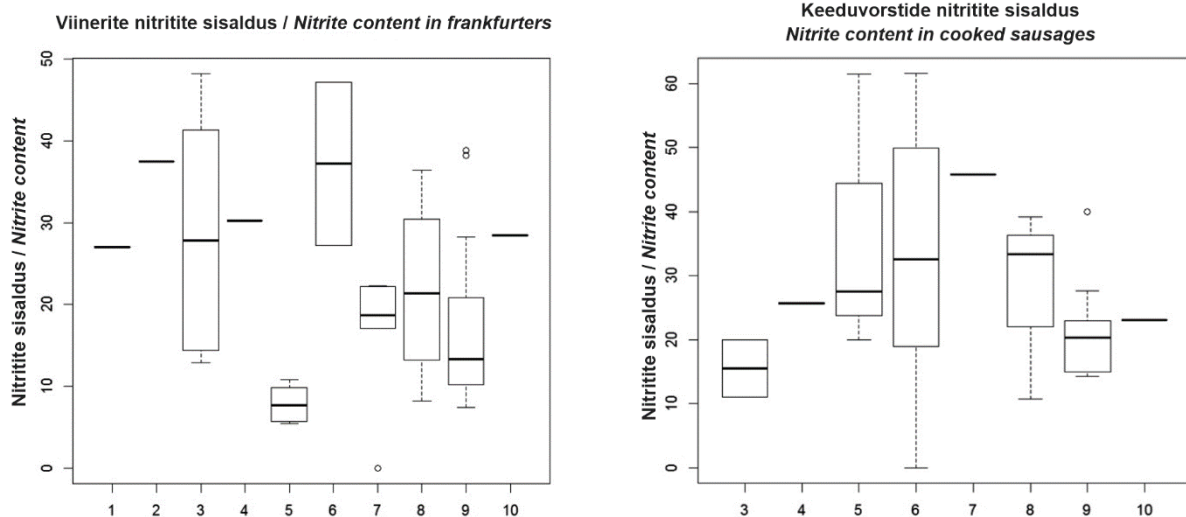 Viinerite nitritite sisaldus / Nitrite content in frankfurters
Nitritite sisaldus / Nitrite content
50
40
30
20
10
0
1 2 3 4 5 6 7 8 9 10
Keeduvorstide nitritite sisaldus
Nitrite content in cooked sausages
Nitritite sisaldus / Nitrite content
60
50
40
30
20
10
0
3 4 5 6 7 8 9 10